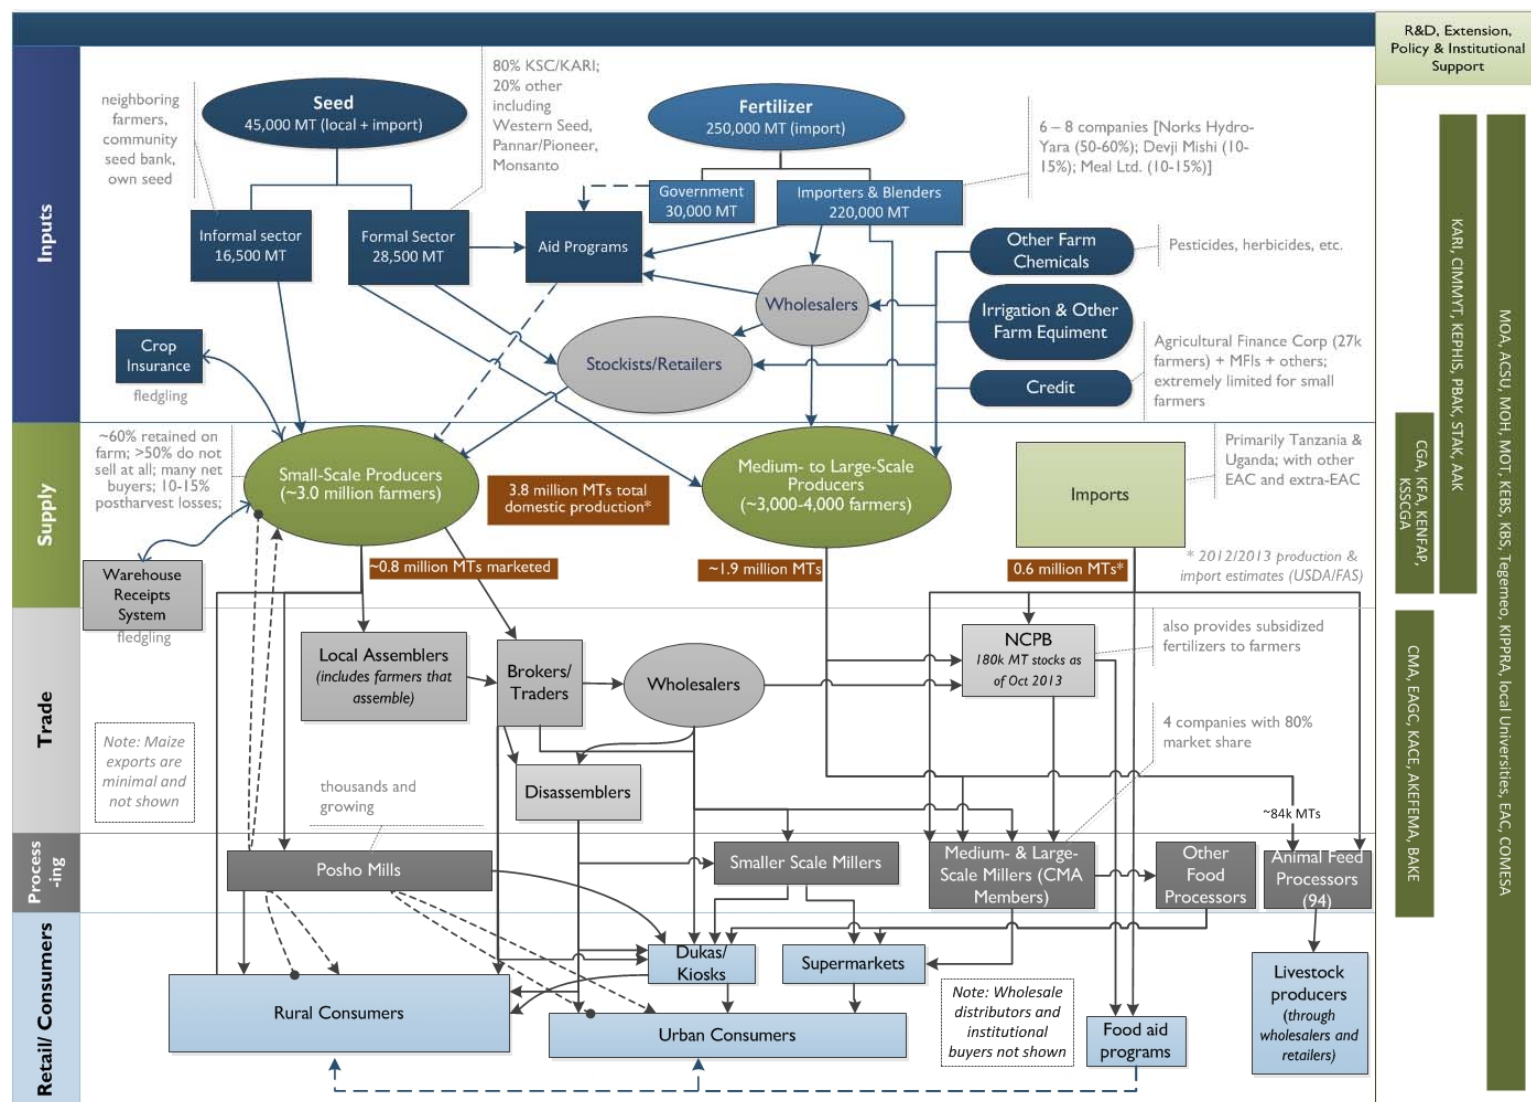 R&D, Extension,
Policy & Institutional
Support
Inputs
neighboring
farmers,
community
seed bank,
own seed
Seed
45,000 MT (local + import)
80% KSC/KARI;
20% other
including
Western Seed,
Pannar/Pioneer,
Monsanto
Fertilizer
250,000 MT (import)
6 – 8 companies [Norks Hydro-
Yara (50-60%); Devji Mishi (10-
15%); Meal Ltd. (10-15%)]
Government
30,000 MT
Importers & Blenders
220,000 MT
Informal sector
16,500 MT
Formal Sector
28,500 MT
Aid Programs
Other Farm
Chemicals
Pesticides, herbicides, etc.
Wholesalers
Irrigation & Other
Farm Equiment
Crop
Insurance
fledgling
Stockists/Retailers
Credit
Agricultural Finance Corp (27k
farmers) + MFIs + others;
extremely limited for small
farmers
Supply
~60% retained on
farm; >50% do not
sell at all; many net
buyers; 10-15%
postharvest losses;
Small-Scale Producers
(~3.0 million farmers)
3.8 million MTs total
domestic production*
Medium- to Large-Scale
Producers
(~3,000-4,000 farmers)
Imports
Primarily Tanzania &
Uganda; with other
EAC and extra-EAC
~0.8 million MTs marketed
~1.9 million MTs
0.6 million MTs*
* 2012/2013 production &
import estimates (USDA/FAS)
Warehouse
Receipts
System
fledgling
Trade
Local Assemblers
(includes farmers that
assemble)
Brokers/
Traders
Wholesalers
NCPB
180k MT stocks as
of Oct 2013
also provides subsidized
fertilizers to farmers
Note: Maize
exports are
minimal and
not shown
4 companies with 80%
market share
Disassemblers
thousands and
growing
~84k MTs
Process
-ing
Posho Mills
Smaller Scale Millers
Medium- & Large-
Scale Millers (CMA
Members)
Other
Food
Processors
Animal Feed
Processors
(94)
Retail/ Consumers
Dukas/
Kiosks
Supermarkets
Rural Consumers
Urban Consumers
Note: Wholesale
distributors and
institutional
buyers not shown
Food aid
programs
Livestock
producers
(through
wholesalers and
retailers)
CGA, KFA, KENFAP,
KSSCGA
KARI, CIMMYT, KEPHIS, PBAK, STAK, AAK
CMA, EAGC, KACE, AKEFEMA, BAKE
MOA, ACSU, MOH, MOT, KEBS, KBS, Tegemeo, KIPPRA, local Universities, EAC, COMESA